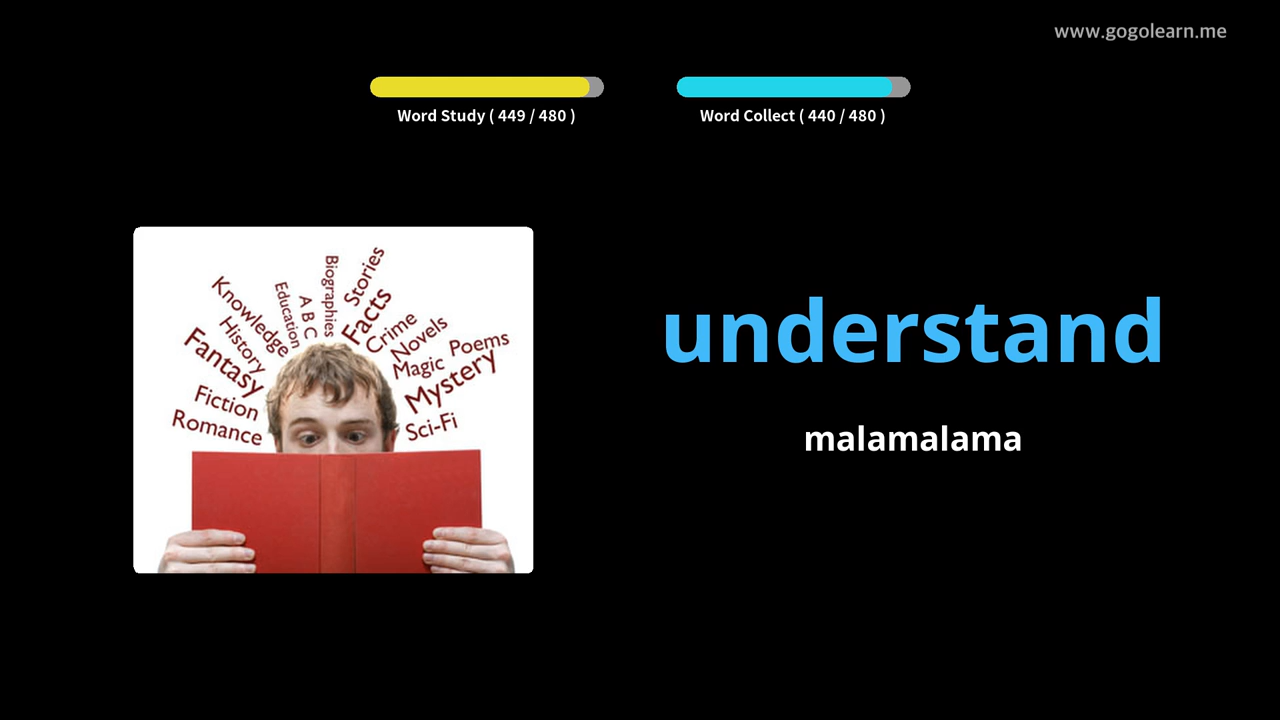 www.gogolearn.me
Word Study ( 449 / 480 )
Word Collect ( 440 / 480 )
understand
malamalama
Knowledge
History
Fantasy
Fiction
Romance
Education
A B C
Biographies
Stories
Facts
Crime
Novels
Magic
Poems
Mystery
Sci-Fi